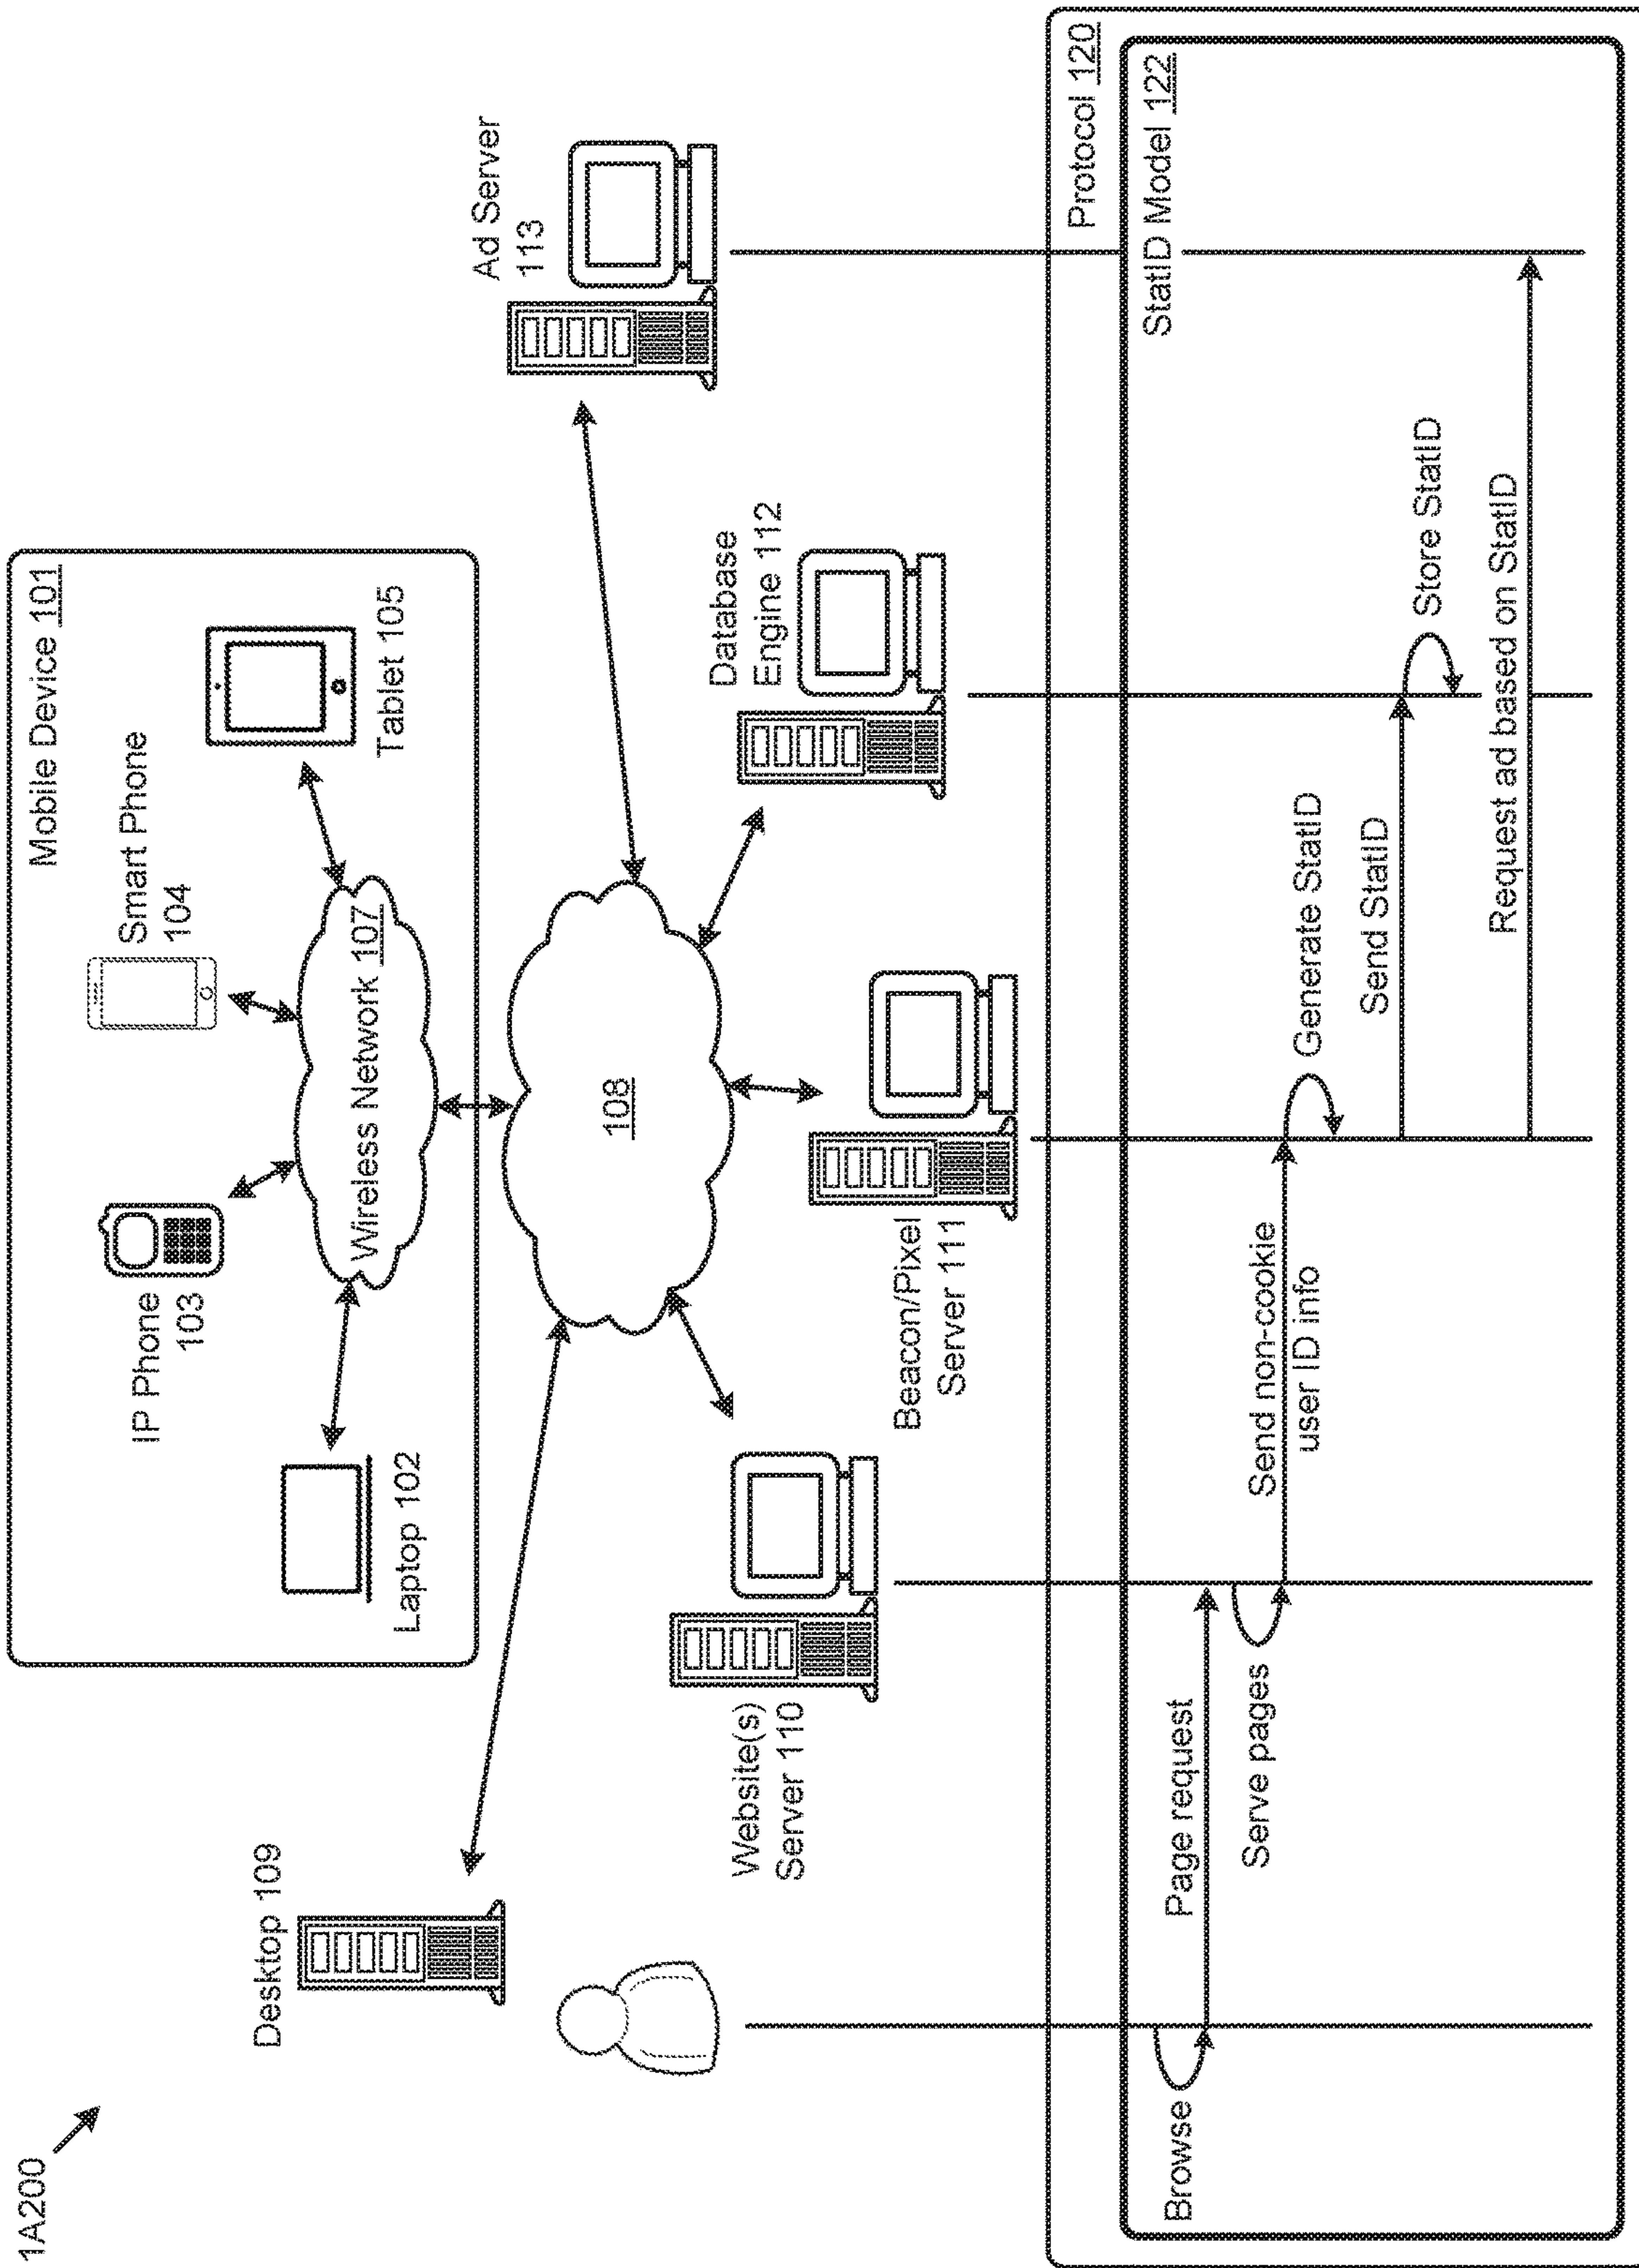 1A200
Mobile Device 101
IP Phone
103
Smart Phone
104
Laptop 102
Tablet 105
Wireless Network 107
Desktop 109
108
Ad Server
113
Website(s)
Server 110
Beacon/Pixel
Server 111
Database
Engine 112
Protocol 120
StatID Model 122
Browse
Page request
Serve pages
Send non-cookie
user ID info
Generate StatID
Send StatID
Store StatID
Request ad based on StatID